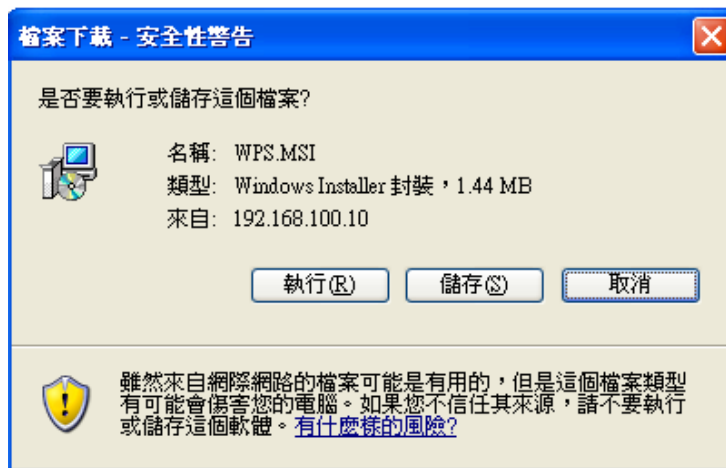 檔案下載 - 安全性警告
是否要執行或儲存這個檔案?
名稱: WPS.MSI
類型: Windows Installer 封裝，1.44 MB
來自: 192.168.100.10
執行(R) 儲存(S) 取消
雖然來自網際網路的檔案可能是有用的，但是這個檔案類型
有可能會傷害您的電腦。如果您不信任其來源，請不要執行
或儲存這個軟體。有什麼樣的風險?